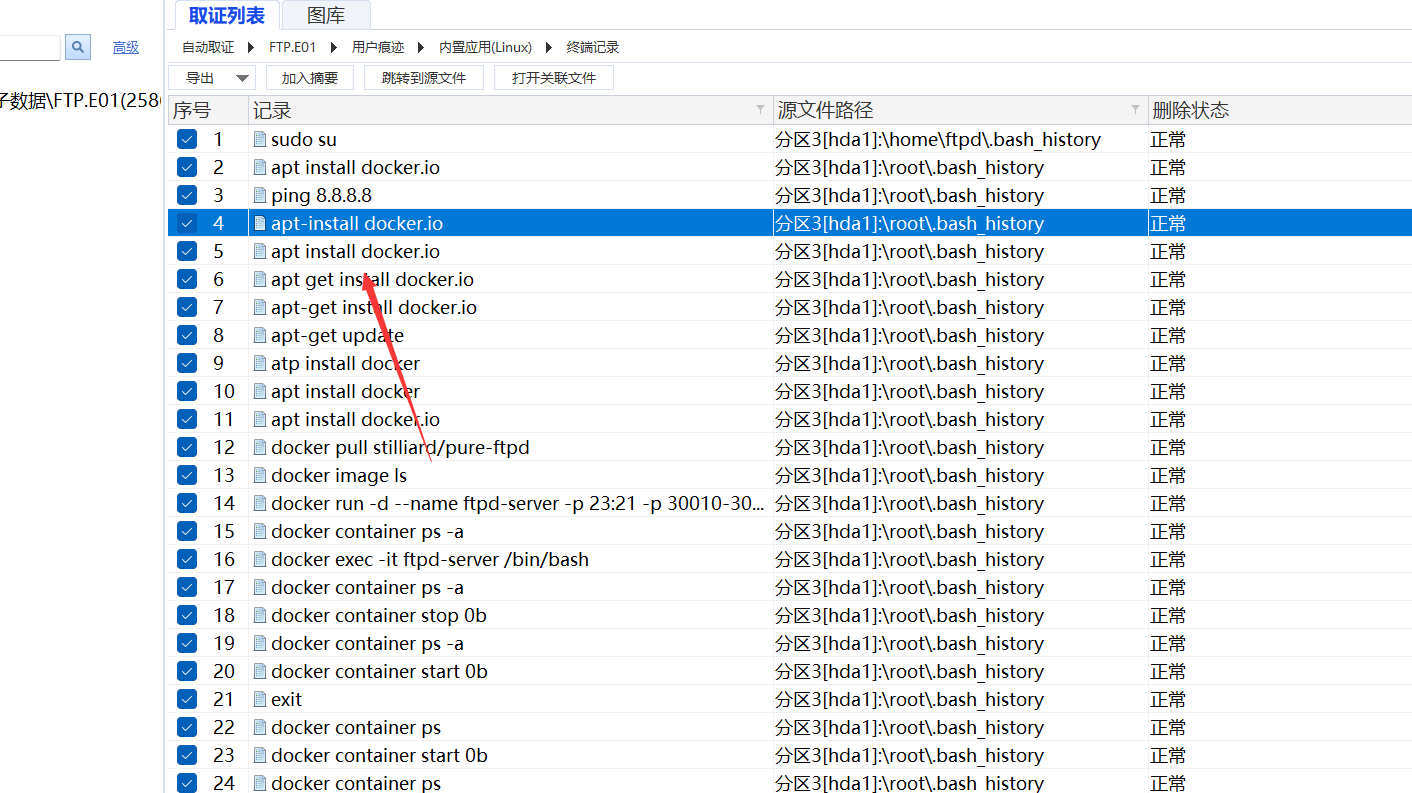 取证列表 图库
高级
自动取证 FTP.E01 用户痕迹 内置应用(Linux) 终端记录
导出 加入摘要 跳转到源文件 打开关联文件
子数据\FTP.E01(258
序号 记录 源文件路径 删除状态
1 sudo su 分区3[hda1]:\home\ftpd\.bash_history 正常
2 apt install docker.io 分区3[hda1]:\root\.bash_history 正常
3 ping 8.8.8.8 分区3[hda1]:\root\.bash_history 正常
4 apt-install docker.io 分区3[hda1]:\root\.bash_history 正常
5 apt install docker.io 分区3[hda1]:\root\.bash_history 正常
6 apt get install docker.io 分区3[hda1]:\root\.bash_history 正常
7 apt-get install docker.io 分区3[hda1]:\root\.bash_history 正常
8 apt-get update 分区3[hda1]:\root\.bash_history 正常
9 atp install docker 分区3[hda1]:\root\.bash_history 正常
10 apt install docker 分区3[hda1]:\root\.bash_history 正常
11 apt install docker.io 分区3[hda1]:\root\.bash_history 正常
12 docker pull stilliard/pure-ftpd 分区3[hda1]:\root\.bash_history 正常
13 docker image ls 分区3[hda1]:\root\.bash_history 正常
14 docker run -d --name ftpd-server -p 23:21 -p 30010-30... 分区3[hda1]:\root\.bash_history 正常
15 docker container ps -a 分区3[hda1]:\root\.bash_history 正常
16 docker exec -it ftpd-server /bin/bash 分区3[hda1]:\root\.bash_history 正常
17 docker container ps -a 分区3[hda1]:\root\.bash_history 正常
18 docker container stop 0b 分区3[hda1]:\root\.bash_history 正常
19 docker container ps -a 分区3[hda1]:\root\.bash_history 正常
20 docker container start 0b 分区3[hda1]:\root\.bash_history 正常
21 exit 分区3[hda1]:\root\.bash_history 正常
22 docker container ps 分区3[hda1]:\root\.bash_history 正常
23 docker container start 0b 分区3[hda1]:\root\.bash_history 正常
24 docker container ps 分区3[hda1]:\root\.bash_history 正常